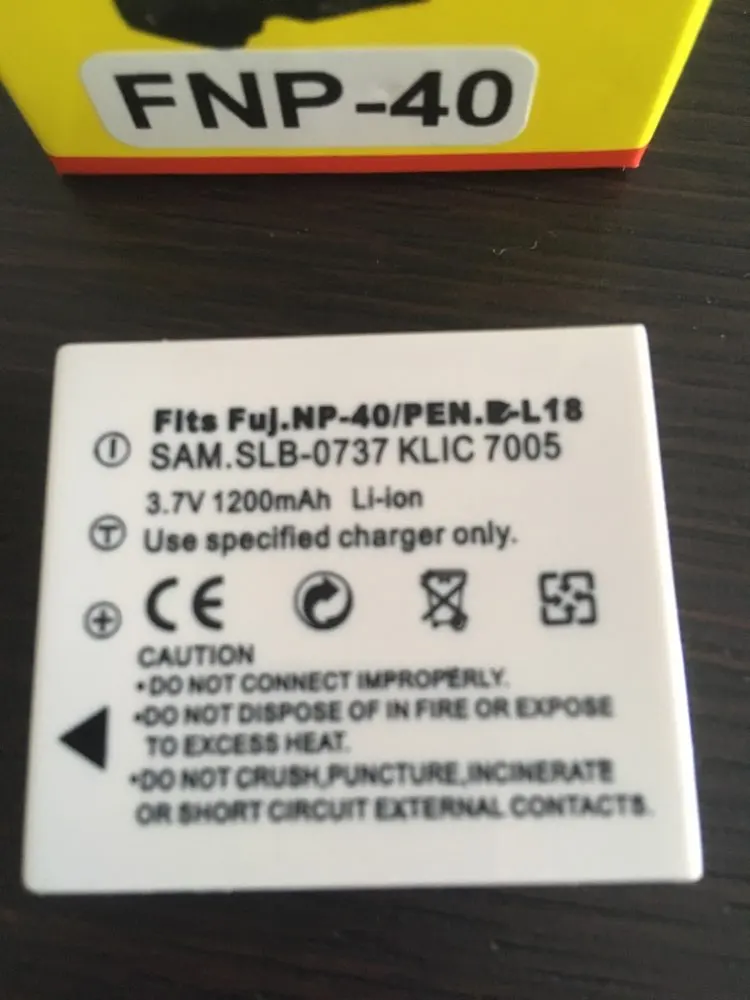 FNP-40
Fits Fuj.NP-40/PEN.D-L18
SAM.SLB-0737 KLIC 7005
3.7V 1200mAh Li-ion
Use specified charger only.
CE
CAUTION
•DO NOT CONNECT IMPROPERLY.
•DO NOT DISPOSE OF IN FIRE OR EXPOSE
TO EXCESS HEAT.
•DO NOT CRUSH,PUNCTURE,INCINERATE
OR SHORT CIRCUIT EXTERNAL CONTACTS.